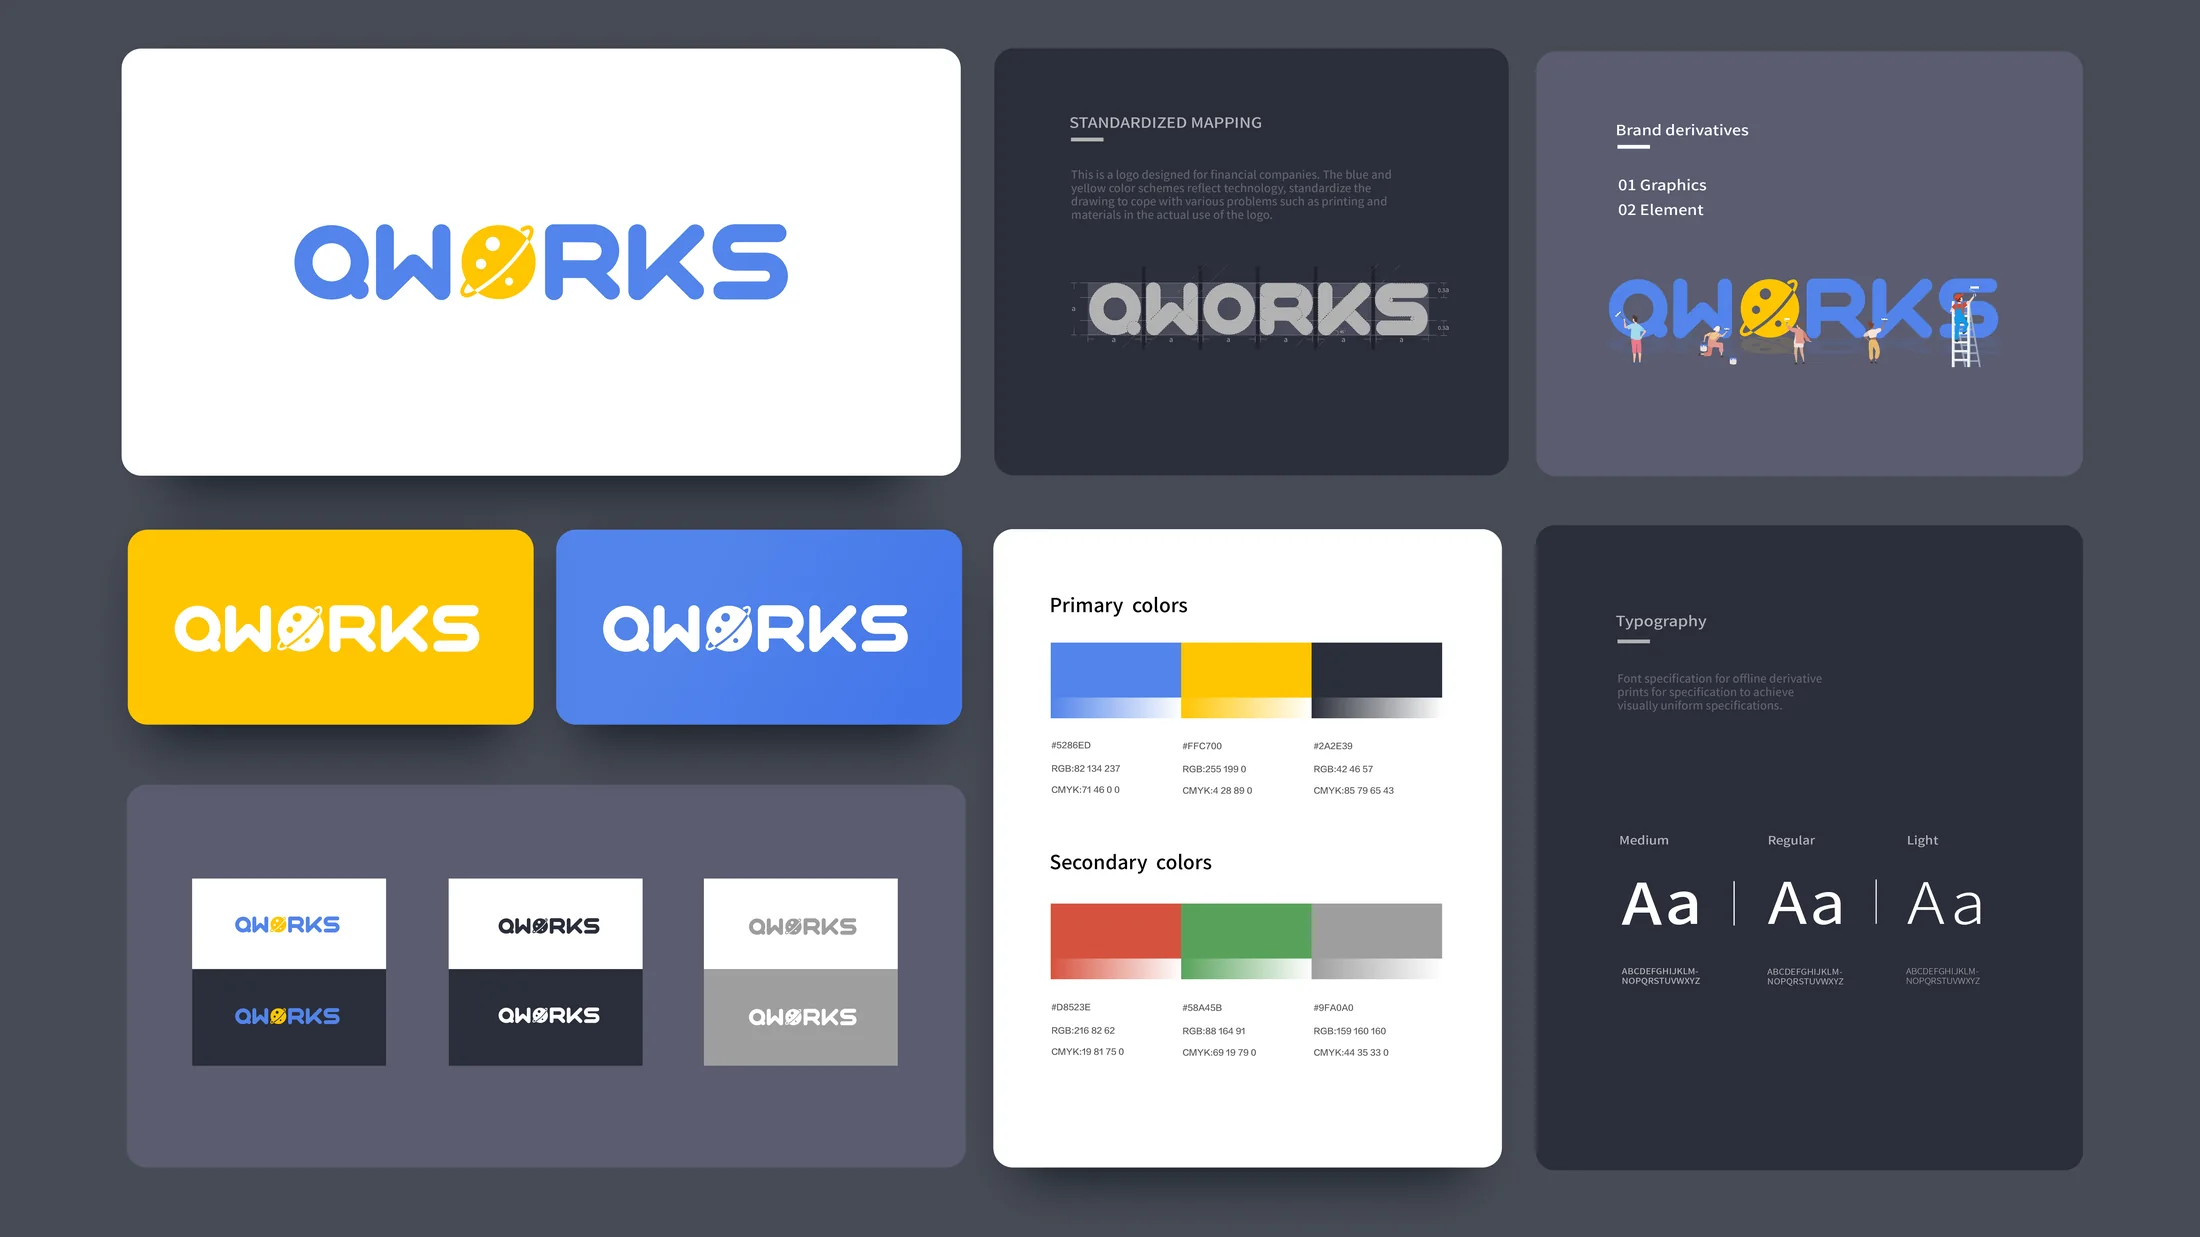 QWORKS
STANDARDIZED MAPPING
This is a logo designed for financial companies. The blue and
yellow color schemes reflect technology, standardize the
drawing to cope with various problems such as printing and
materials in the actual use of the logo.
QWORKS
a
0.3a
0.3a
a a a a a a
Brand derivatives
01 Graphics
02 Element
QWORKS
QWORKS
QWORKS
QWORKS
QWORKS
QWORKS
QWORKS
QWORKS
QWORKS
Primary colors
#5286ED
RGB:82 134 237
CMYK:71 46 0 0
#FFC700
RGB:255 199 0
CMYK:4 28 89 0
#2A2E39
RGB:42 46 57
CMYK:85 79 65 43
Secondary colors
#D8523E
RGB:216 82 62
CMYK:19 81 75 0
#58A45B
RGB:88 164 91
CMYK:69 19 79 0
#9FA0A0
RGB:159 160 160
CMYK:44 35 33 0
Typography
Font specification for offline derivative
prints for specification to achieve
visually uniform specifications.
Medium
Aa
ABCDEFGHIJKLM-
NOPQRSTUVWXYZ
Regular
Aa
ABCDEFGHIJKLM-
NOPQRSTUVWXYZ
Light
Aa
ABCDEFGHIJKLM-
NOPQRSTUVWXYZ